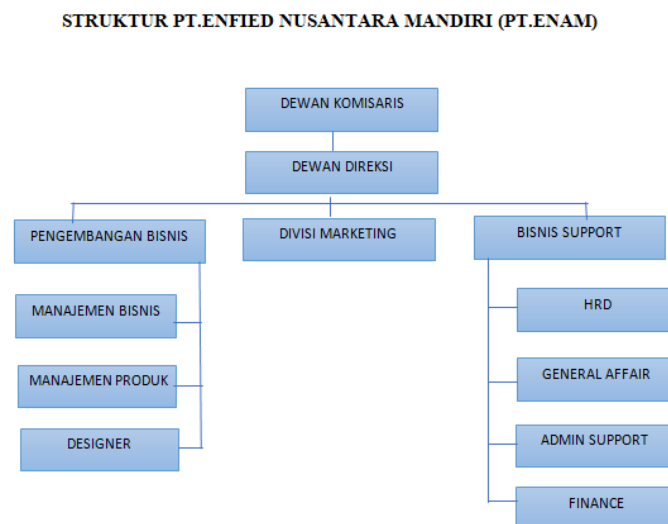 STRUKTUR PT.ENFIED NUSANTARA MANDIRI (PT.ENAM)
DEWAN KOMISARIS
DEWAN DIREKSI
PENGEMBANGAN BISNIS
DIVISI MARKETING
BISNIS SUPPORT
MANAJEMEN BISNIS
MANAJEMEN PRODUK
DESIGNER
HRD
GENERAL AFFAIR
ADMIN SUPPORT
FINANCE